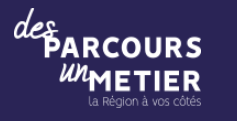 des
PARCOURS
un METIER
la Région à vos côtés